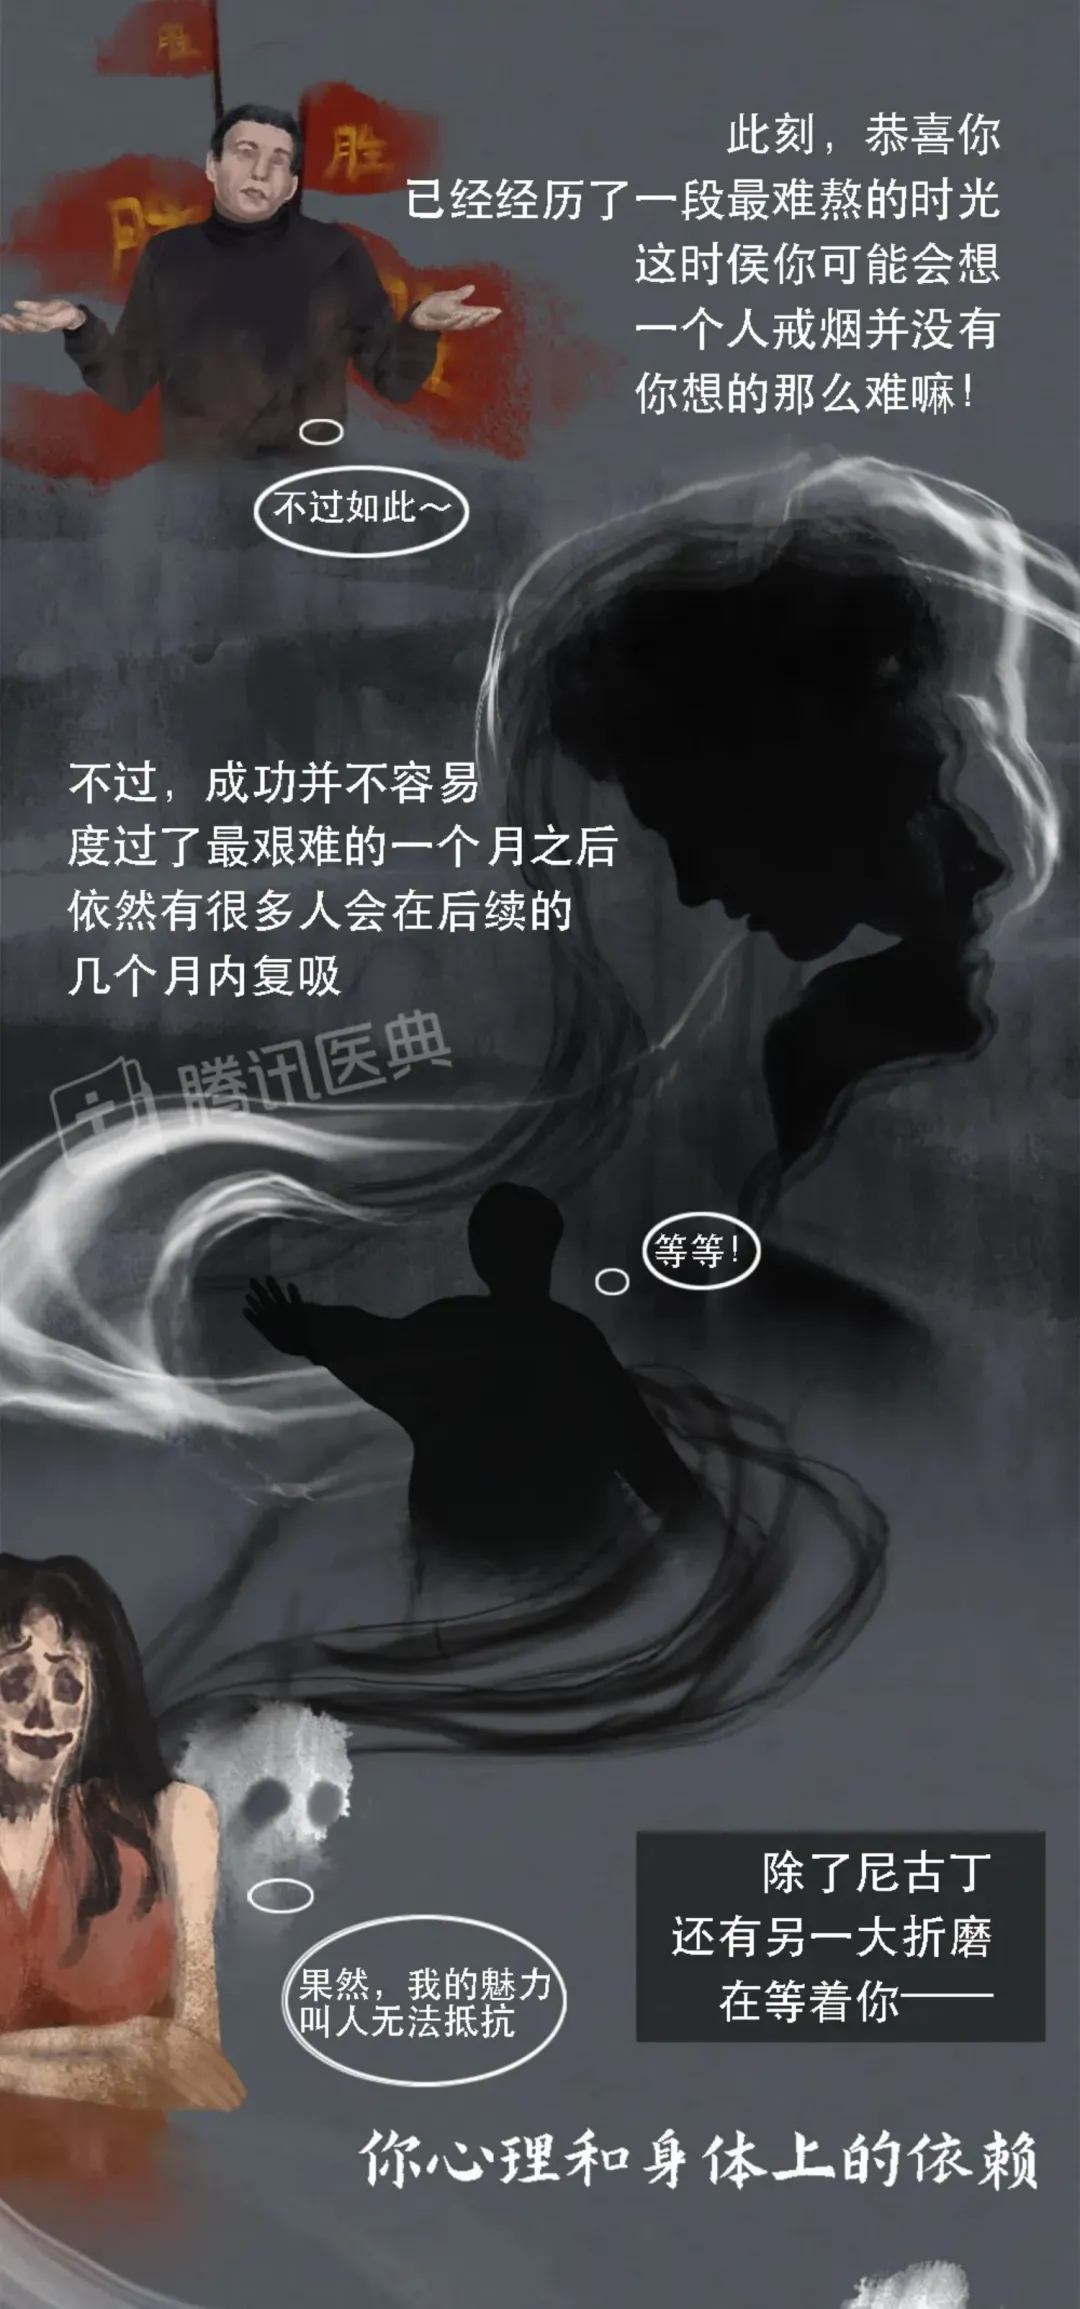 胜
胜
胜
此刻，恭喜你
已经经历了一段最难熬的时光
这时侯你可能会想
一个人戒烟并没有
你想的那么难嘛！
不过如此～
不过，成功并不容易
度过了最艰难的一个月之后
依然有很多人会在后续的
几个月内复吸
腾讯医典
等等！
果然，我的魅力
叫人无法抵抗
除了尼古丁
还有另一大折磨
在等着你——
你心理和身体上的依赖